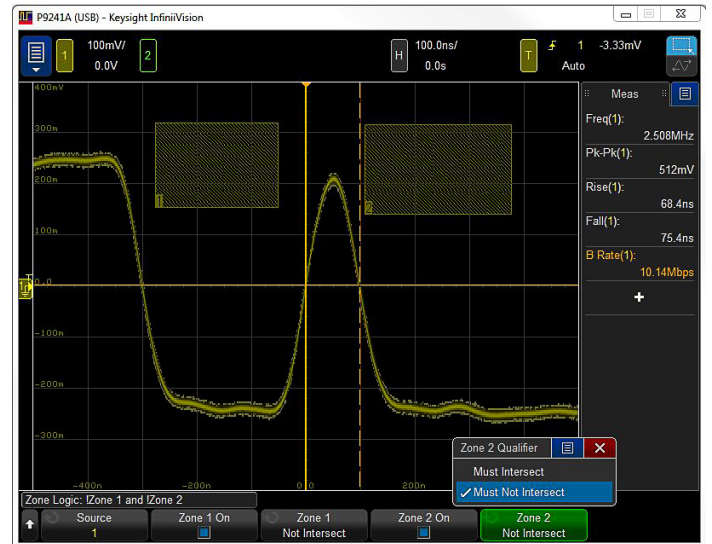 P9241A (USB) - Keysight InfiniiVision
1 100mV/ 0.0V 2 H 100.0ns/ 0.0s T 1 -3.33mV Auto
Meas
Freq(1):
2.508MHz
Pk-Pk(1):
512mV
Rise(1):
68.4ns
Fall(1):
75.4ns
B Rate(1):
10.14Mbps
+
400mV
300m
200m
100m
0.0
-100m
-200m
-300m
1
2
T
1
-400n -200n 0.0 200n
Zone 2 Qualifier
Must Intersect
Must Not Intersect
Zone Logic: !Zone 1 and !Zone 2
Source
1
Zone 1 On
Zone 1
Not Intersect
Zone 2 On
Zone 2
Not Intersect